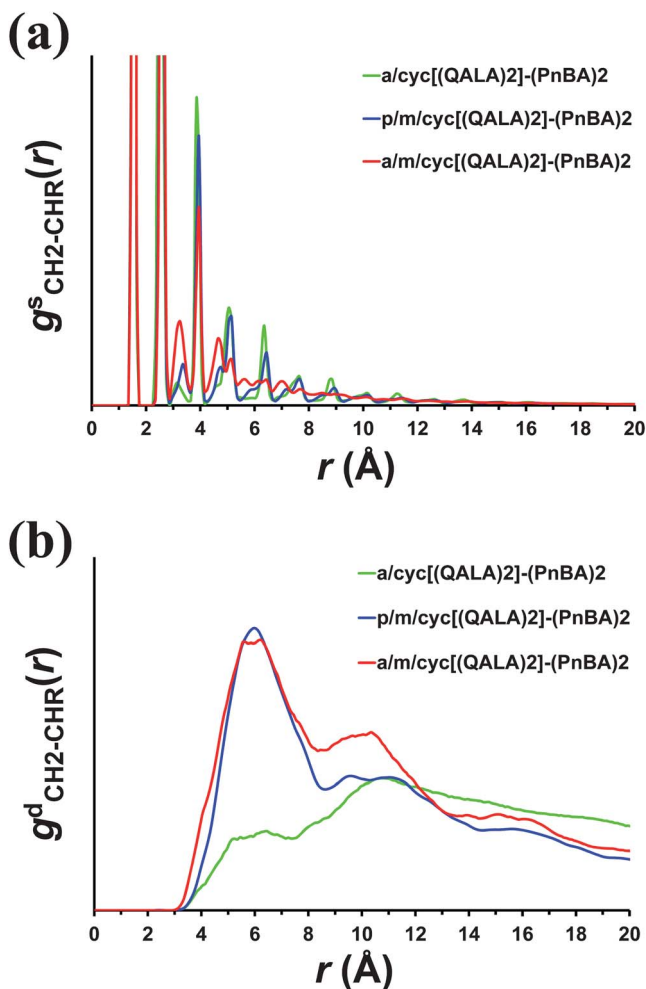 (a)
a/cyc[(QALA)2]-(PnBA)2
p/m/cyc[(QALA)2]-(PnBA)2
a/m/cyc[(QALA)2]-(PnBA)2
g^s CH2-CHR(r)
0 2 4 6 8 10 12 14 16 18 20
r (Å)
(b)
a/cyc[(QALA)2]-(PnBA)2
p/m/cyc[(QALA)2]-(PnBA)2
a/m/cyc[(QALA)2]-(PnBA)2
g^d CH2-CHR(r)
0 2 4 6 8 10 12 14 16 18 20
r (Å)